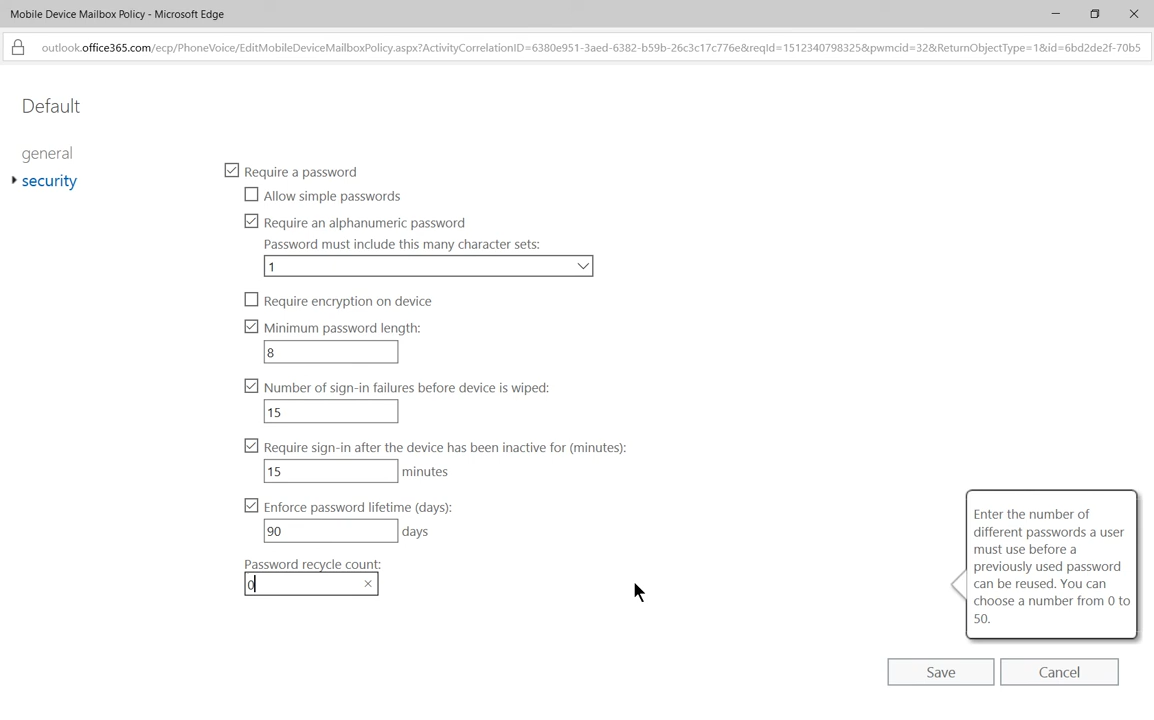 Mobile Device Mailbox Policy - Microsoft Edge
outlook.office365.com/ecp/PhoneVoice/EditMobileDeviceMailboxPolicy.aspx?ActivityCorrelationID=6380e951-3aed-6382-b59b-26c3c17c776e&reqId=1512340798325&pwmcid=32&ReturnObjectType=1&id=6bd2de2f-70b5
Default
general
security
Require a password
Allow simple passwords
Require an alphanumeric password
Password must include this many character sets:
1
Require encryption on device
Minimum password length:
8
Number of sign-in failures before device is wiped:
15
Require sign-in after the device has been inactive for (minutes):
15 minutes
Enforce password lifetime (days):
90 days
Password recycle count:
0
Enter the number of
different passwords a user
must use before a
previously used password
can be reused. You can
choose a number from 0 to
50.
Save Cancel